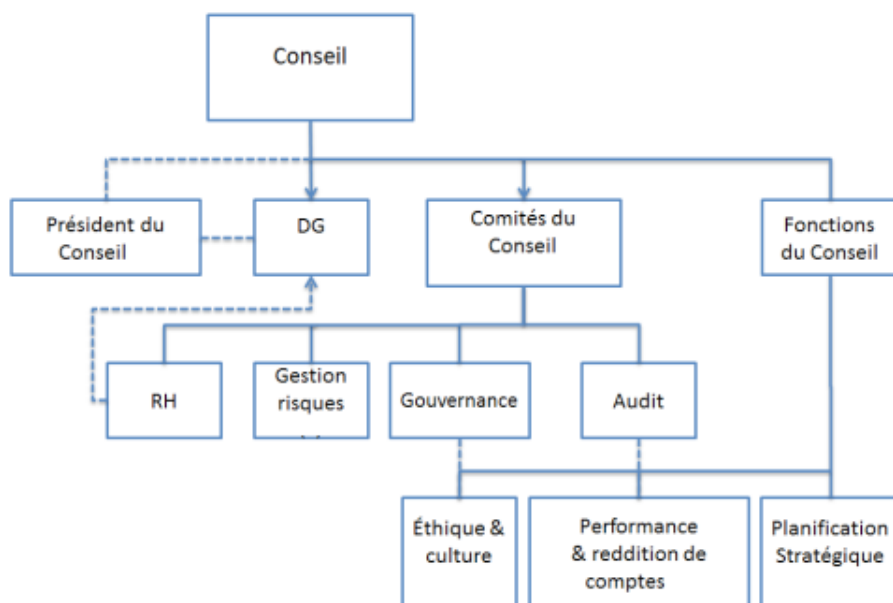 Conseil
Président du
Conseil
DG
Comités du
Conseil
Fonctions
du Conseil
RH
Gestion
risques
Gouvernance
Audit
Éthique &
culture
Performance
& reddition de
comptes
Planification
Stratégique